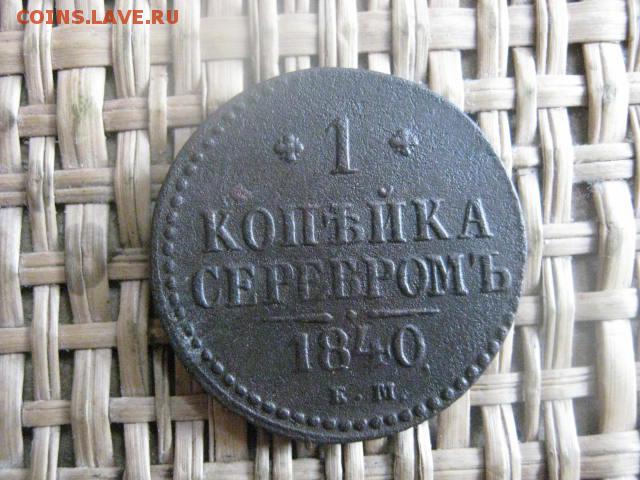 COINS.LAVE.RU
1
КОПѢЙКА
СЕРЕБРОМЪ
1840
Е.М.